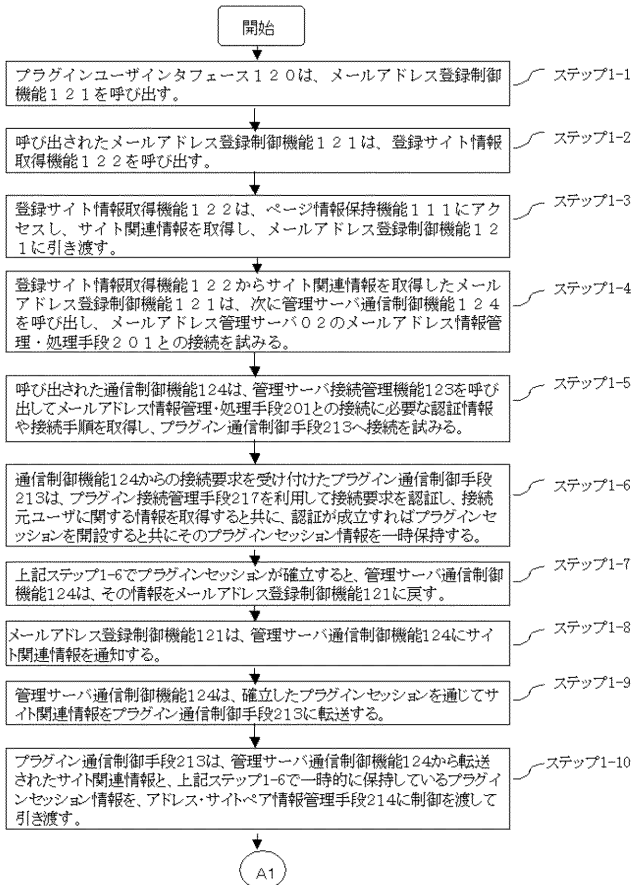 開始
プラグインユーザインタフェース１２０は、メールアドレス登録制御
機能１２１を呼び出す。
ステップ1-1
呼び出されたメールアドレス登録制御機能１２１は、登録サイト情報
取得機能１２２を呼び出す。
ステップ1-2
登録サイト情報取得機能１２２は、ページ情報保持機能１１１にアク
セスし、サイト関連情報を取得し、メールアドレス登録制御機能１２
１に引き渡す。
ステップ1-3
登録サイト情報取得機能１２２からサイト関連情報を取得したメール
アドレス登録制御機能１２１は、次に管理サーバ通信制御機能１２４
を呼び出し、メールアドレス管理サーバ０２のメールアドレス情報管
理・処理手段２０１との接続を試みる。
ステップ1-4
呼び出された通信制御機能124は、管理サーバ接続管理機能123を呼び
出してメールアドレス情報管理・処理手段201との接続に必要な認証情報
や接続手順を取得し、プラグイン通信制御手段213へ接続を試みる。
ステップ1-5
通信制御機能124からの接続要求を受け付けたプラグイン通信制御手段
213は、プラグイン接続管理手段217を利用して接続要求を認証し、接続
元ユーザに関する情報を取得すると共に、認証が成立すればプラグインセ
ッションを開設すると共にそのプラグインセッション情報を一時保持する。
ステップ1-6
上記ステップ1-6でプラグインセッションが確立すると、管理サーバ通信制御
機能124は、その情報をメールアドレス登録制御機能121に戻す。
ステップ1-7
メールアドレス登録制御機能121は、管理サーバ通信制御機能124にサイ
ト関連情報を通知する。
ステップ1-8
管理サーバ通信制御機能124は、確立したプラグインセッションを通じてサ
イト関連情報をプラグイン通信制御手段213に転送する。
ステップ1-9
プラグイン通信制御手段213は、管理サーバ通信制御機能124から転送
されたサイト関連情報と、上記ステップ1-6で一時的に保持しているプラグイ
ンセッション情報を、アドレス・サイトペア情報管理手段214に制御を渡して
引き渡す。
ステップ1-10
A1